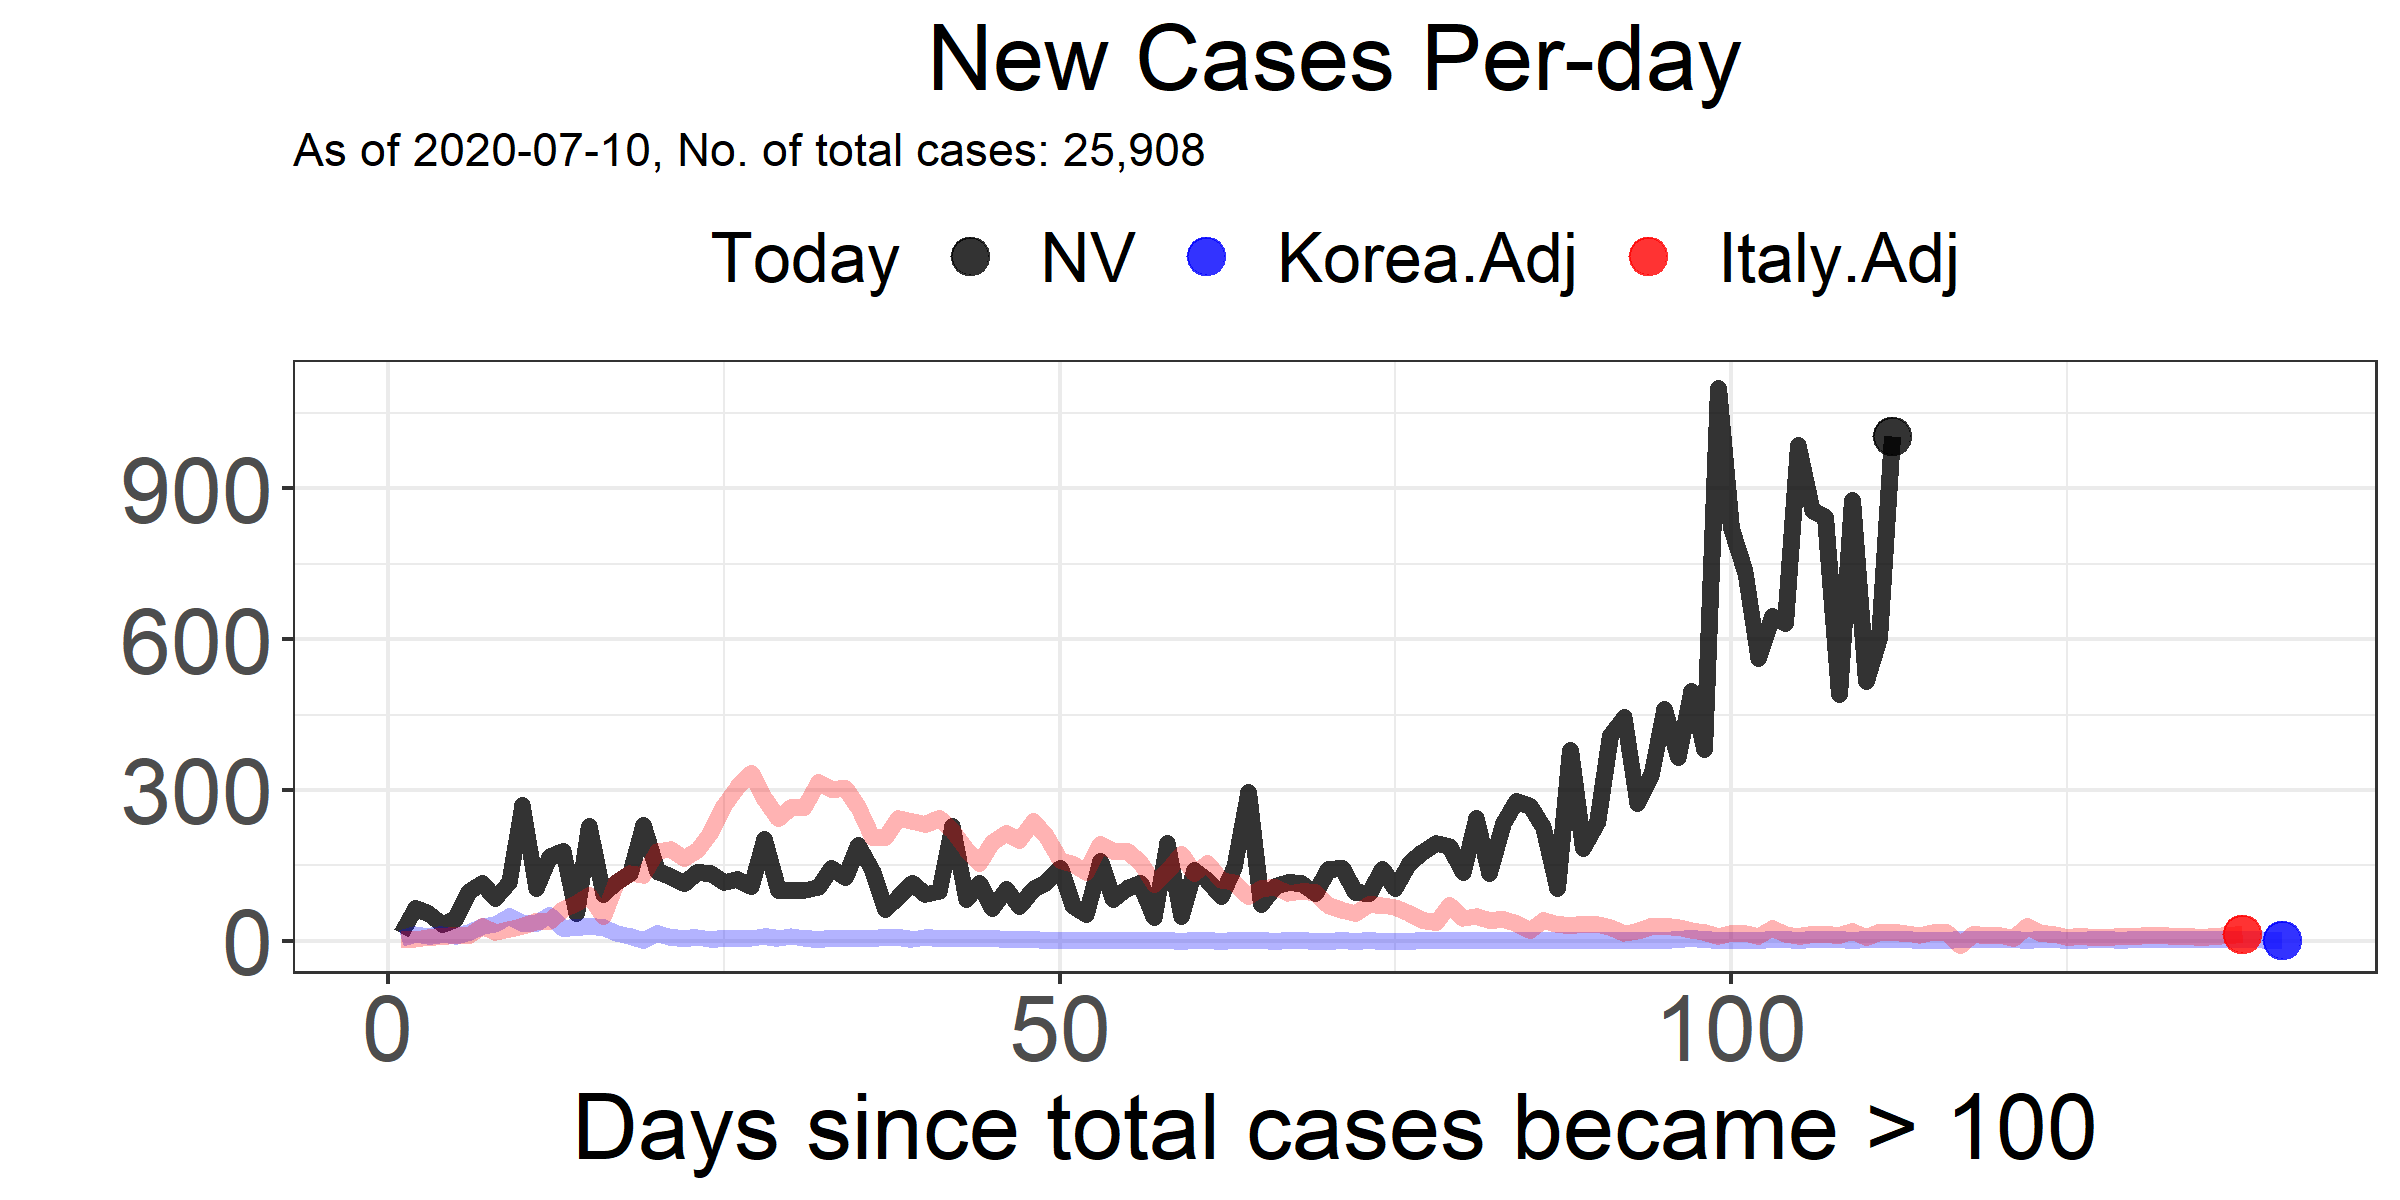 New Cases Per-day
As of 2020-07-10, No. of total cases: 25,908
Today NV Korea.Adj Italy.Adj
900
600
300
0
0 50 100
Days since total cases became > 100